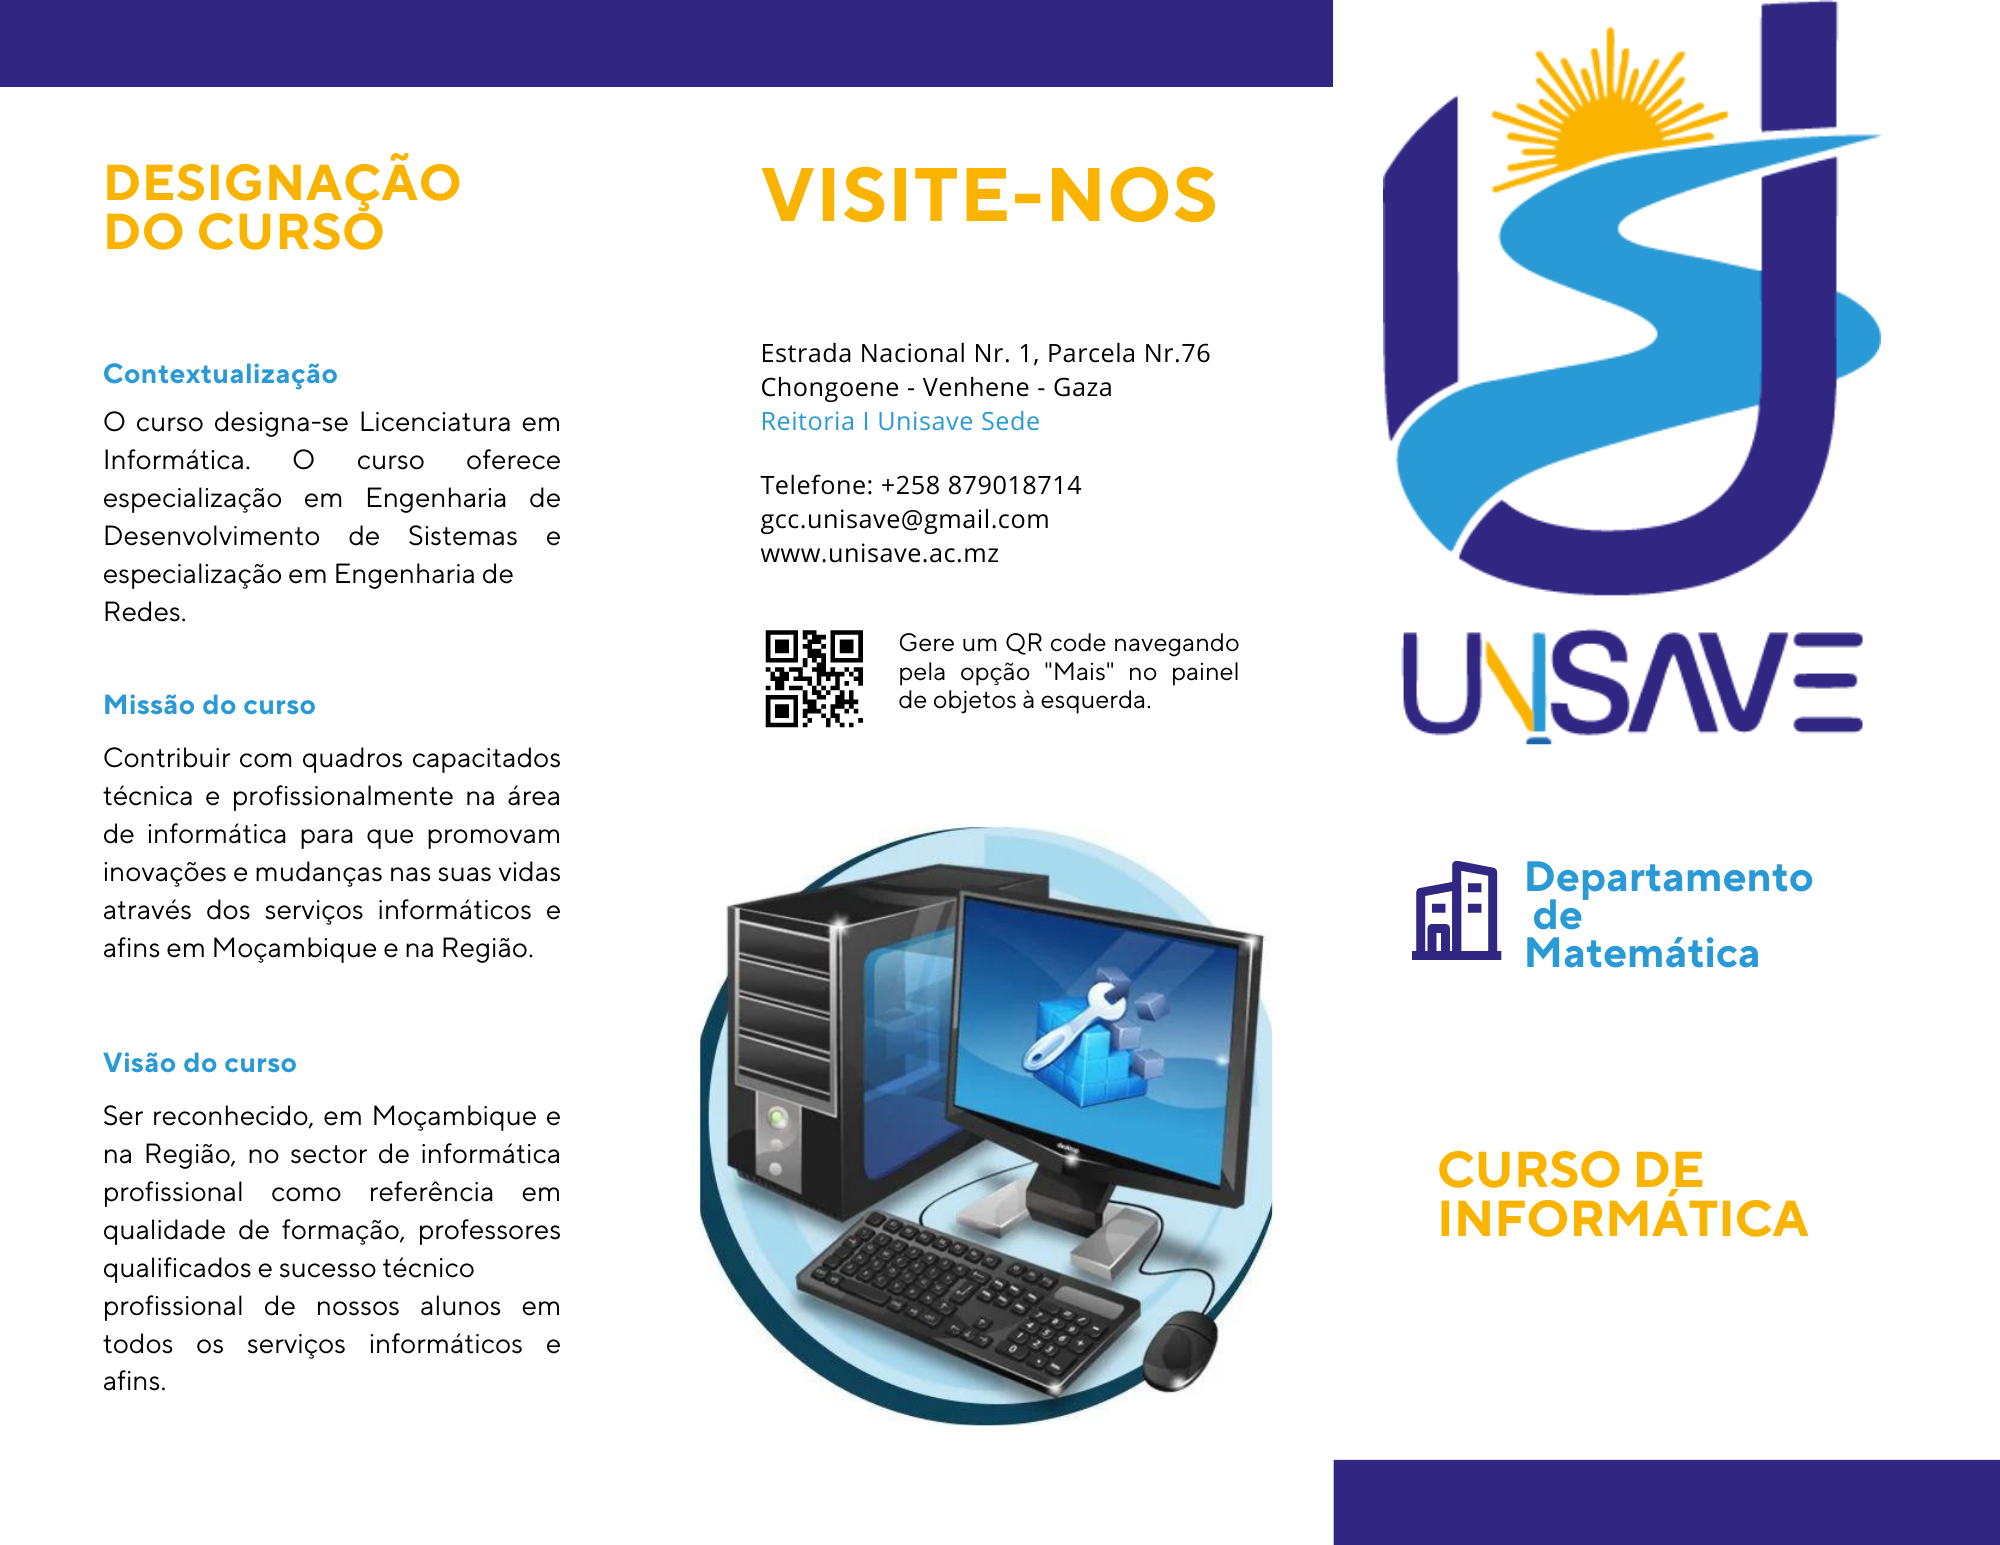 DESIGNAÇÃO
DO CURSO
Contextualização
O curso designa-se Licenciatura em
Informática. O curso oferece
especialização em Engenharia de
Desenvolvimento de Sistemas e
especialização em Engenharia de
Redes.
Missão do curso
Contribuir com quadros capacitados
técnica e profissionalmente na área
de informática para que promovam
inovações e mudanças nas suas vidas
através dos serviços informáticos e
afins em Moçambique e na Região.
Visão do curso
Ser reconhecido, em Moçambique e
na Região, no sector de informática
profissional como referência em
qualidade de formação, professores
qualificados e sucesso técnico
profissional de nossos alunos em
todos os serviços informáticos e
afins.
VISITE-NOS
Estrada Nacional Nr. 1, Parcela Nr.76
Chongoene - Venhene - Gaza
Reitoria I Unisave Sede
Telefone: +258 879018714
gcc.unisave@gmail.com
www.unisave.ac.mz
Gere um QR code navegando
pela opção "Mais" no painel
de objetos à esquerda.
UNISAVE
Departamento
de
Matemática
CURSO DE
INFORMÁTICA